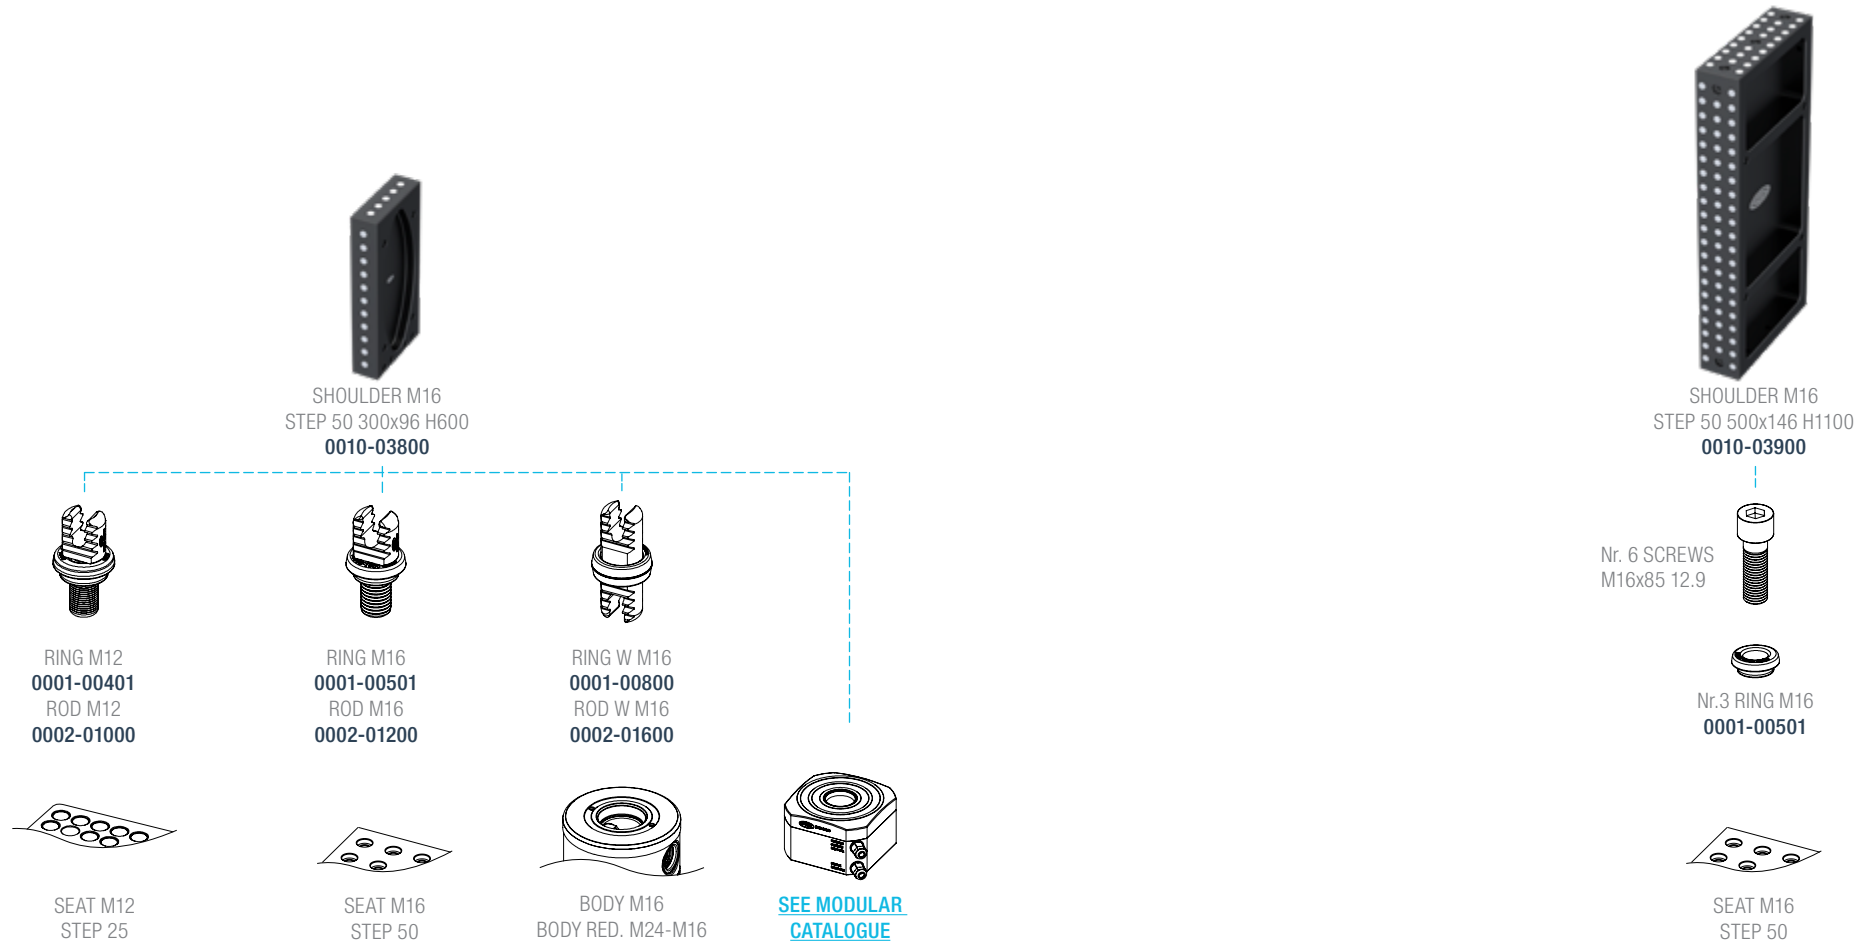 SHOULDER M16
STEP 50 300x96 H600
0010-03800
SHOULDER M16
STEP 50 500x146 H1100
0010-03900
RING M12
0001-00401
ROD M12
0002-01000
RING M16
0001-00501
ROD M16
0002-01200
RING W M16
0001-00800
ROD W M16
0002-01600
Nr. 6 SCREWS
M16x85 12.9
Nr.3 RING M16
0001-00501
SEAT M12
STEP 25
SEAT M16
STEP 50
BODY M16
BODY RED. M24-M16
SEE MODULAR
CATALOGUE
SEAT M16
STEP 50